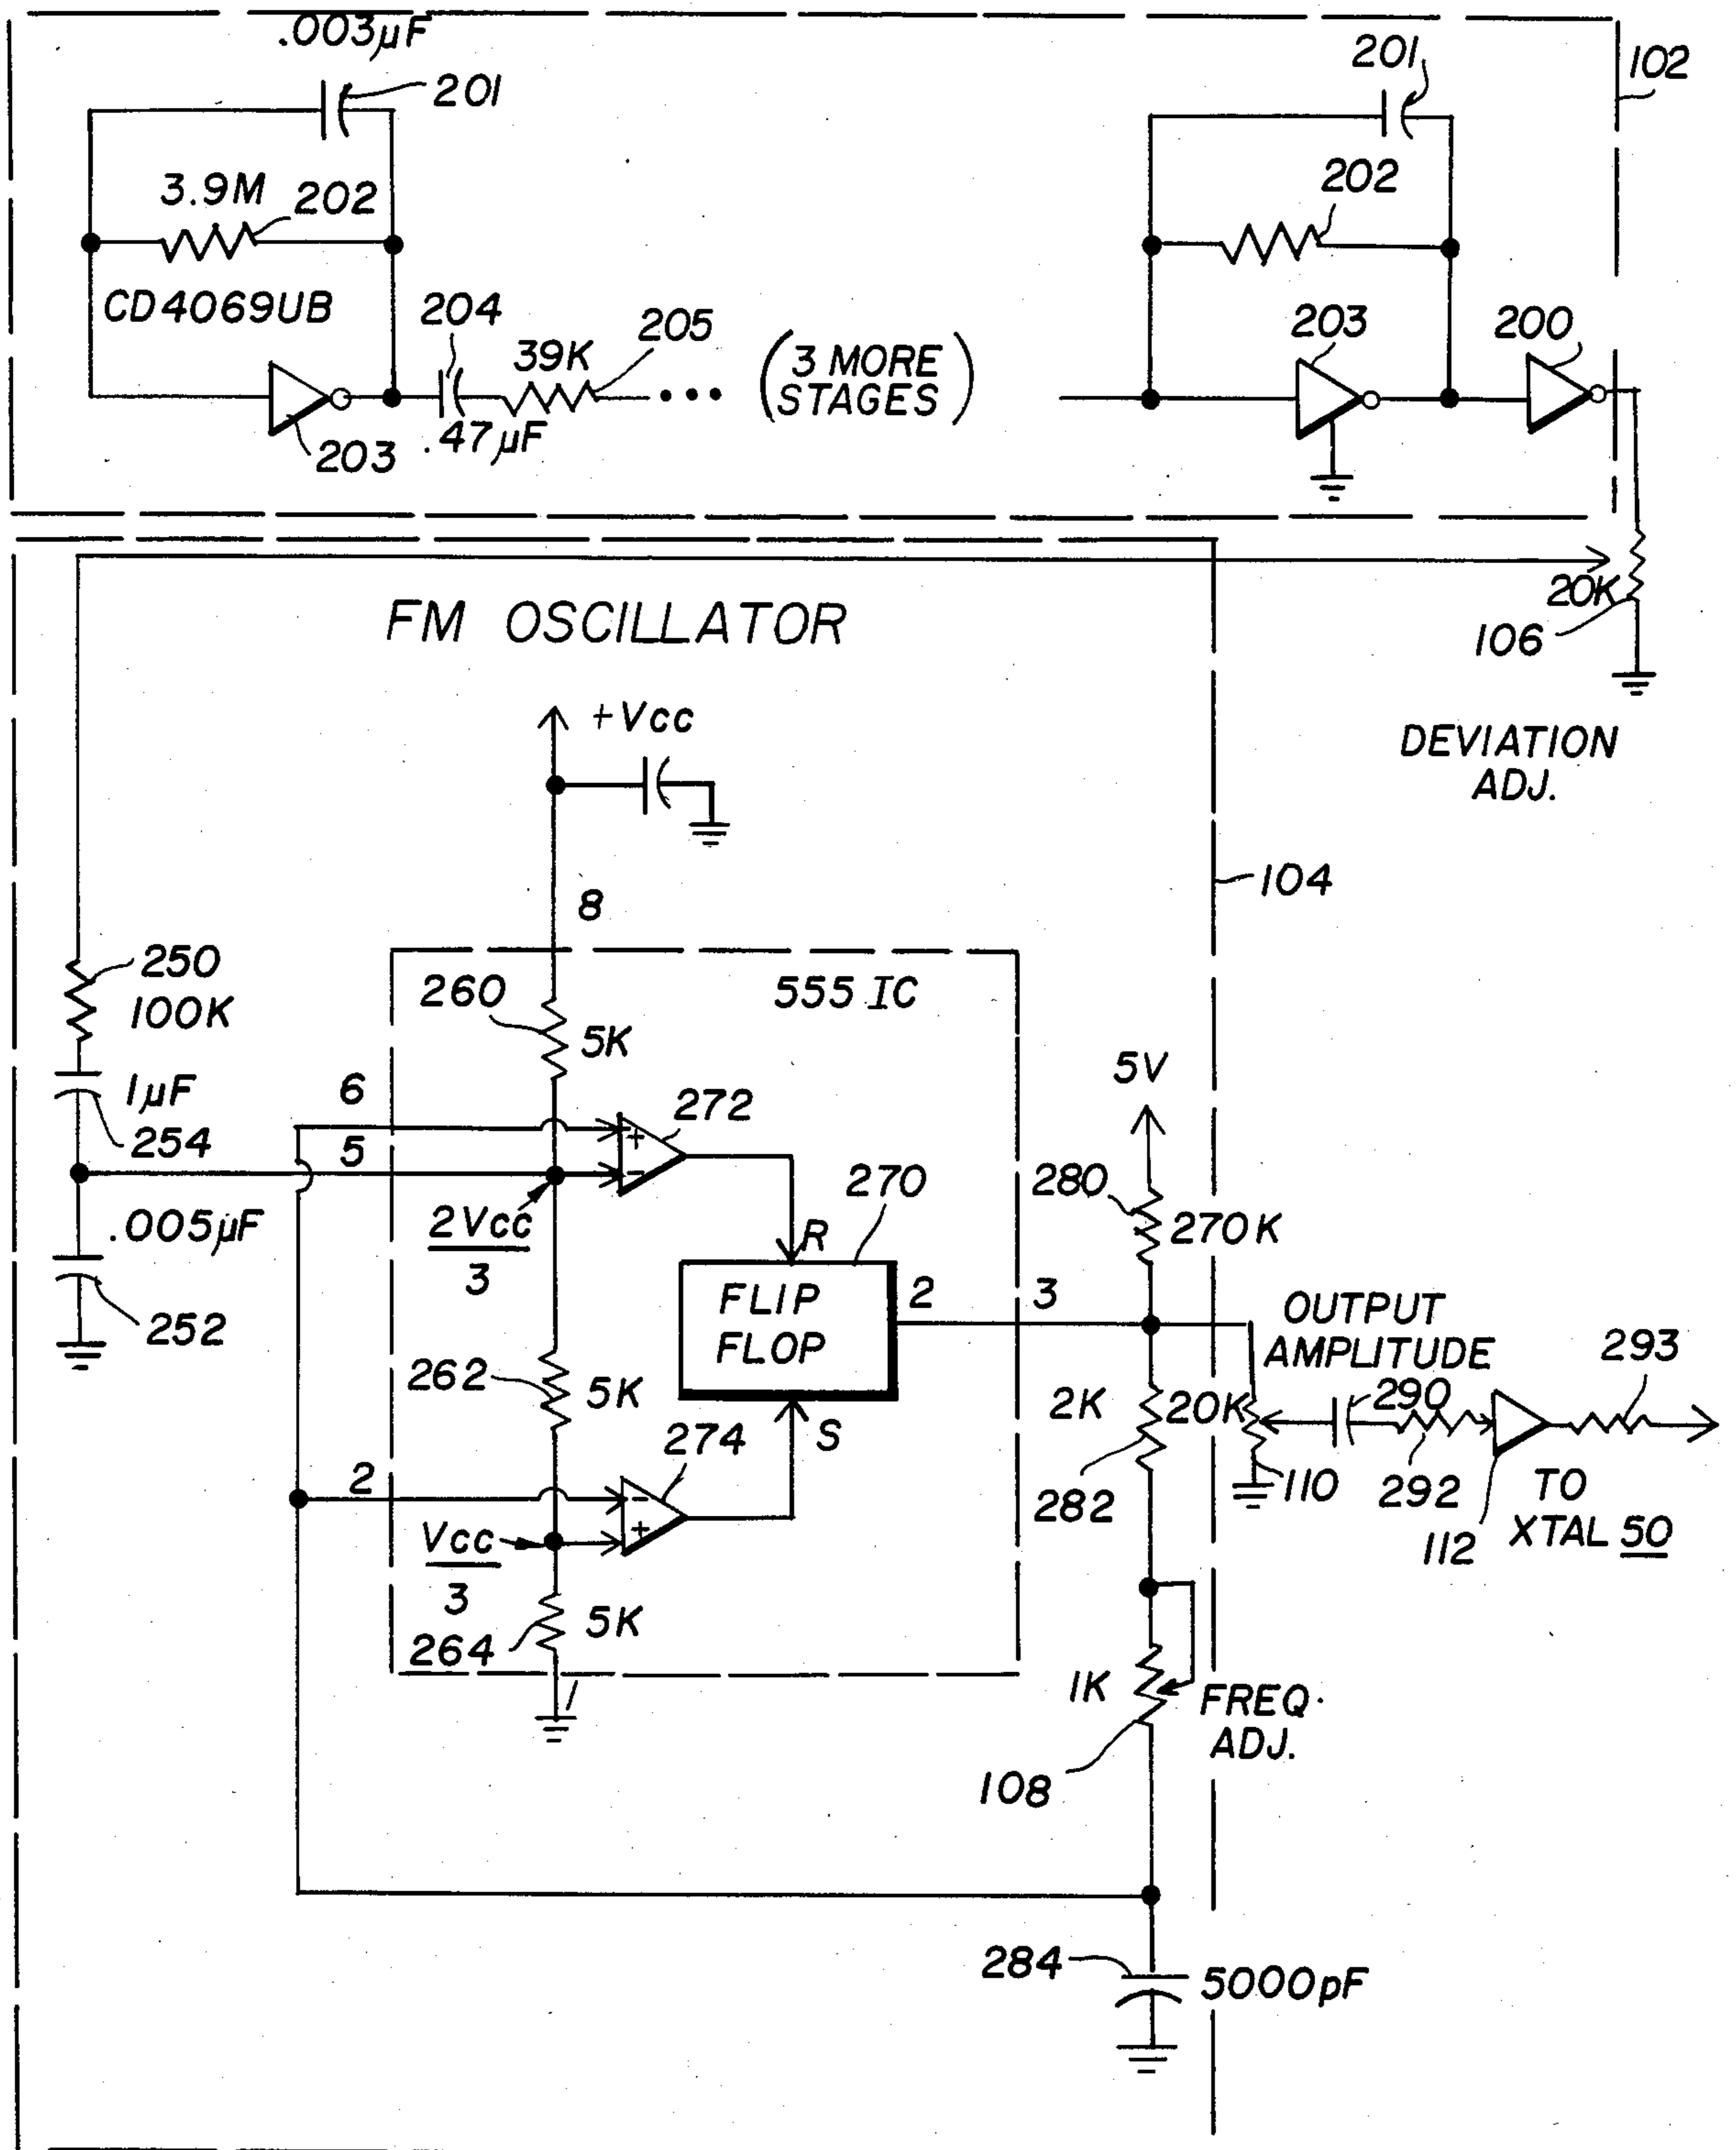 .003µF
201
3.9M
202
CD4069UB
204
39K
205
(3 MORE
STAGES)
.47µF
203
201
102
202
203
200
20K
106
DEVIATION
ADJ.
FM OSCILLATOR
+Vcc
8
104
250
100K
1µF
254
.005µF
252
260
5K
555 IC
6
5
272
2Vcc
3
+
-
270
R
FLIP
FLOP
2
3
S
262
5K
274
2
-
+
Vcc
3
264
5K
1
5V
280
270K
2K
282
20K
OUTPUT
AMPLITUDE
290
293
110
292
112
TO
XTAL 50
1K
FREQ.
ADJ.
108
284
5000pF